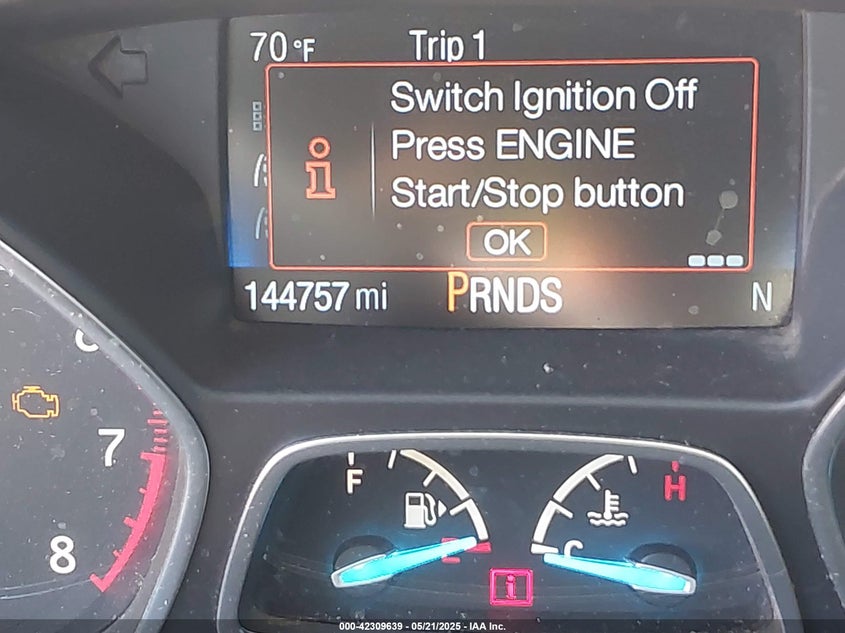 70°F Trip 1
Switch Ignition Off
Press ENGINE
Start/Stop button
OK
144757 mi PRNDS N
7
8
F
H
E
C
000-42309639 - 05/21/2025 - IAA Inc.